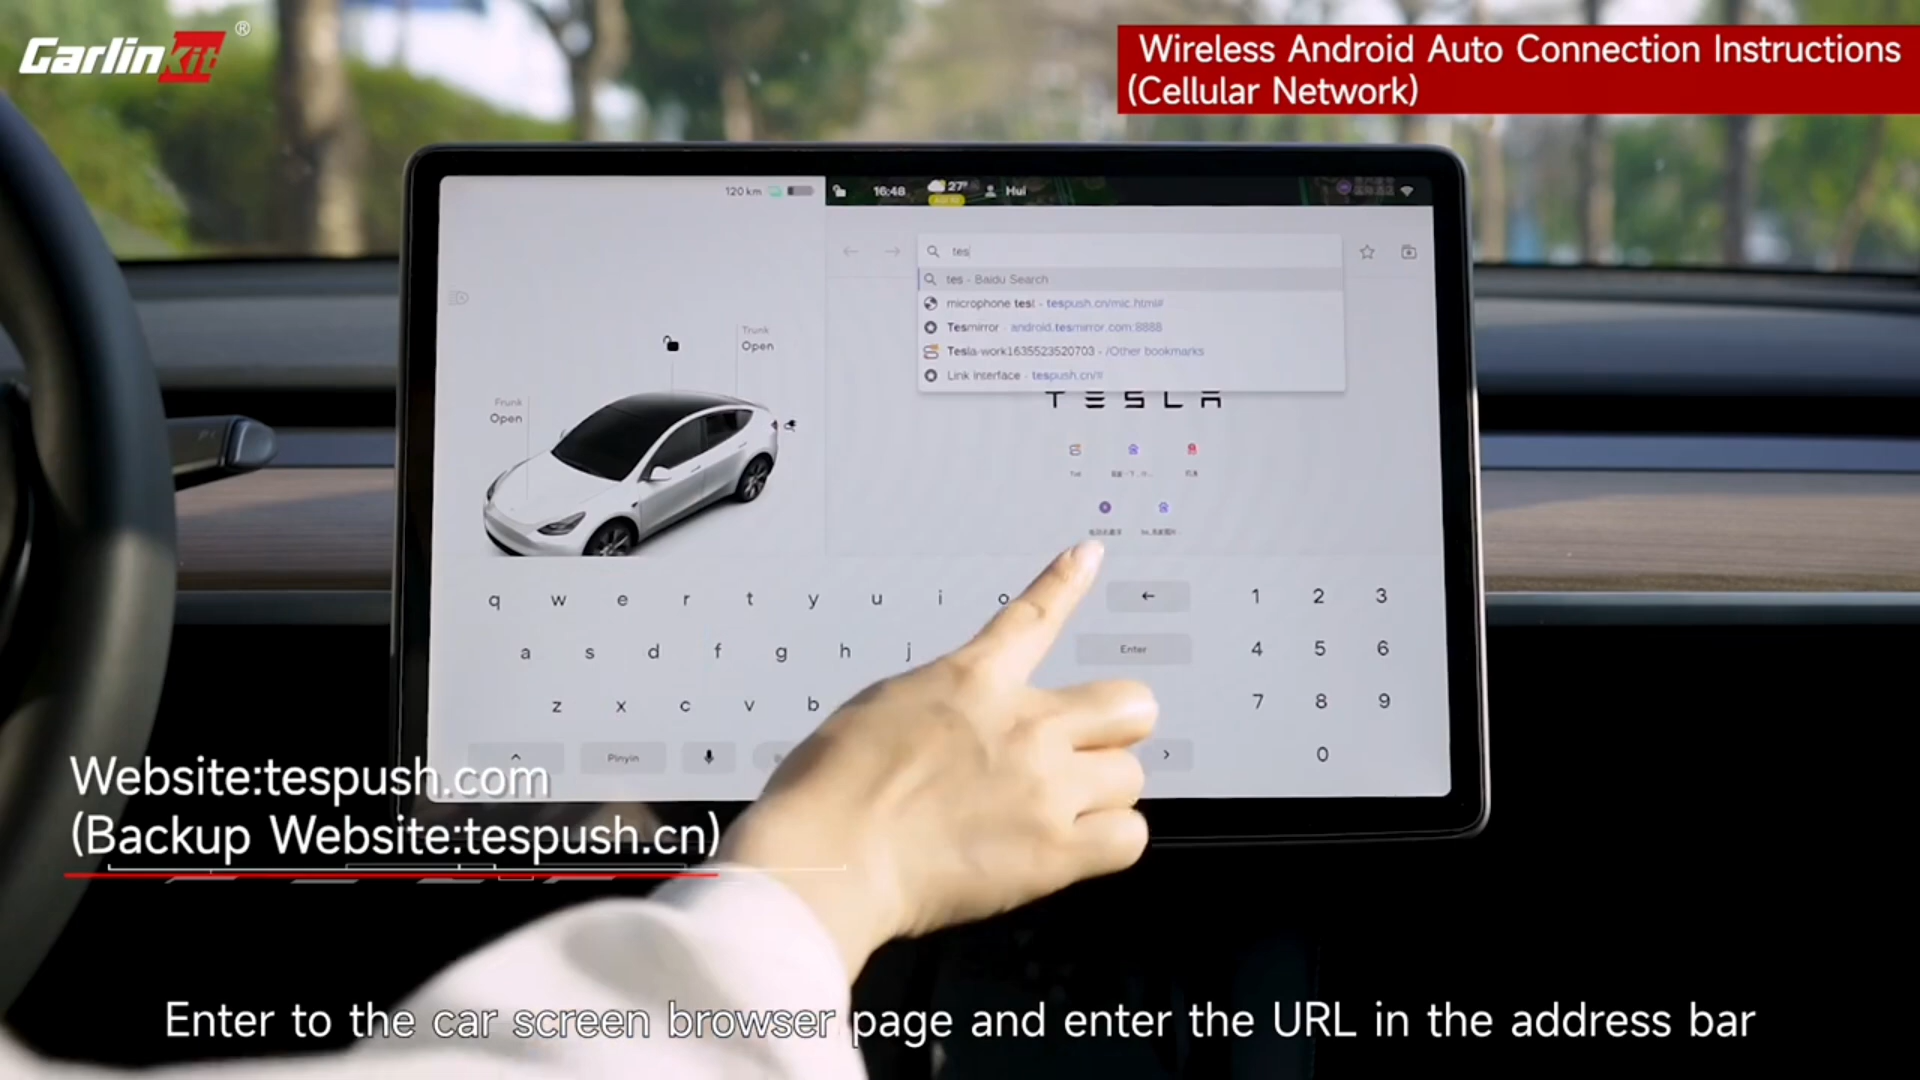 Carlinkit®
Wireless Android Auto Connection Instructions
(Cellular Network)
120 km
16:48
27°
Hui
tes
tes - Baidu Search
microphone test - tespush.cn/mic.html#
Tesmirror - android.tesmirror.com:8888
Tesla-work1635523520703 - /Other bookmarks
Link interface - tespush.cn/#
TESLA
Trunk
Open
Frunk
Open
q w e r t y u i o ← 1 2 3
a s d f g h j Enter 4 5 6
z x c v b 7 8 9
Pinyin > 0
Website:tespush.com
(Backup Website:tespush.cn)
Enter to the car screen browser page and enter the URL in the address bar